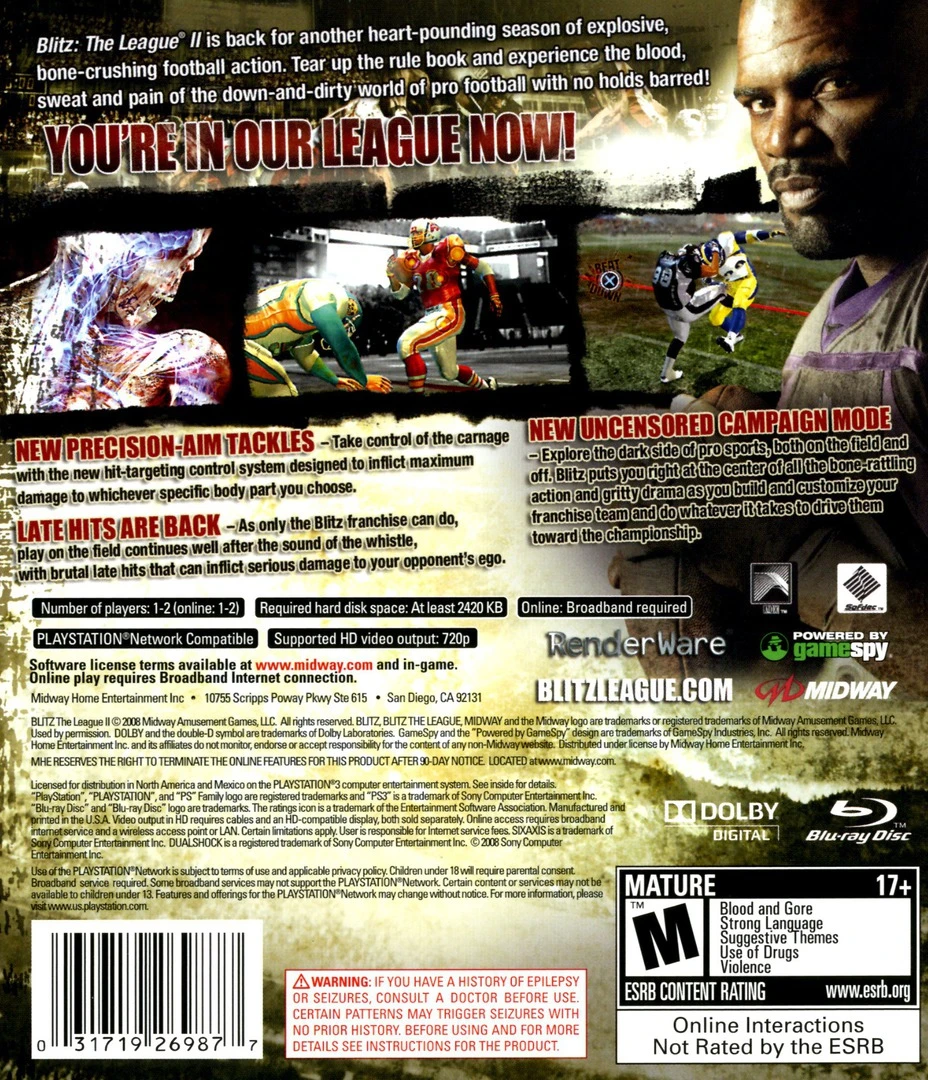 Blitz: The League® II is back for another heart-pounding season of explosive,
bone-crushing football action. Tear up the rule book and experience the blood,
sweat and pain of the down-and-dirty world of pro football with no holds barred!
YOU'RE IN OUR LEAGUE NOW!
BEAT
DOWN
NEW PRECISION-AIM TACKLES – Take control of the carnage
with the new hit-targeting control system designed to inflict maximum
damage to whichever specific body part you choose.
LATE HITS ARE BACK – As only the Blitz franchise can do,
play on the field continues well after the sound of the whistle,
with brutal late hits that can inflict serious damage to your opponent's ego.
NEW UNCENSORED CAMPAIGN MODE
– Explore the dark side of pro sports, both on the field and
off. Blitz puts you right at the center of all the bone-rattling
action and gritty drama as you build and customize your
franchise team and do whatever it takes to drive them
toward the championship.
Number of players: 1-2 (online: 1-2)
Required hard disk space: At least 2420 KB
Online: Broadband required
PLAYSTATION®Network Compatible
Supported HD video output: 720p
SofDec™
RenderWare
POWERED BY
gamespy
Software license terms available at www.midway.com and in-game.
Online play requires Broadband Internet connection.
BLITZLEAGUE.COM
MIDWAY
Midway Home Entertainment Inc • 10755 Scripps Poway Pkwy Ste 615 • San Diego, CA 92131
BLITZ The League II © 2008 Midway Amusement Games, LLC. All rights reserved. BLITZ, BLITZ THE LEAGUE, MIDWAY and the Midway logo are trademarks or registered trademarks of Midway Amusement Games, LLC.
Used by permission. DOLBY and the double-D symbol are trademarks of Dolby Laboratories. GameSpy and the "Powered by GameSpy" design are trademarks of GameSpy Industries, Inc. All rights reserved. Midway
Home Entertainment Inc. and its affiliates do not monitor, endorse or accept responsibility for the content of any non-Midway website. Distributed under license by Midway Home Entertainment Inc.
MHE RESERVES THE RIGHT TO TERMINATE THE ONLINE FEATURES FOR THIS PRODUCT AFTER 90-DAY NOTICE. LOCATED at www.midway.com.
Licensed for distribution in North America and Mexico on the PLAYSTATION®3 computer entertainment system. See inside for details.
"PlayStation", "PLAYSTATION", and "PS" Family logo are registered trademarks and "PS3" is a trademark of Sony Computer Entertainment Inc.
"Blu-ray Disc" and "Blu-ray Disc" logo are trademarks. The ratings icon is a trademark of the Entertainment Software Association. Manufactured and
printed in the U.S.A. Video output in HD requires cables and an HD-compatible display, both sold separately. Online access requires broadband
internet service and a wireless access point or LAN. Certain limitations apply. User is responsible for Internet service fees. SIXAXIS is a trademark of
Sony Computer Entertainment Inc. DUALSHOCK is a registered trademark of Sony Computer Entertainment Inc. © 2008 Sony Computer
Entertainment Inc.
Use of the PLAYSTATION®Network is subject to terms of use and applicable privacy policy. Children under 18 will require parental consent.
Broadband service required. Some broadband services may not support the PLAYSTATION®Network. Certain content or services may not be
available to children under 13. Features and offerings for the PLAYSTATION®Network may change without notice. For more information, please
visit www.us.playstation.com.
DOLBY
DIGITAL
Blu-ray Disc™
MATURE 17+
M™
Blood and Gore
Strong Language
Suggestive Themes
Use of Drugs
Violence
ESRB CONTENT RATING www.esrb.org
Online Interactions
Not Rated by the ESRB
0 31719 26987 7
WARNING: IF YOU HAVE A HISTORY OF EPILEPSY
OR SEIZURES, CONSULT A DOCTOR BEFORE USE.
CERTAIN PATTERNS MAY TRIGGER SEIZURES WITH
NO PRIOR HISTORY. BEFORE USING AND FOR MORE
DETAILS SEE INSTRUCTIONS FOR THE PRODUCT.